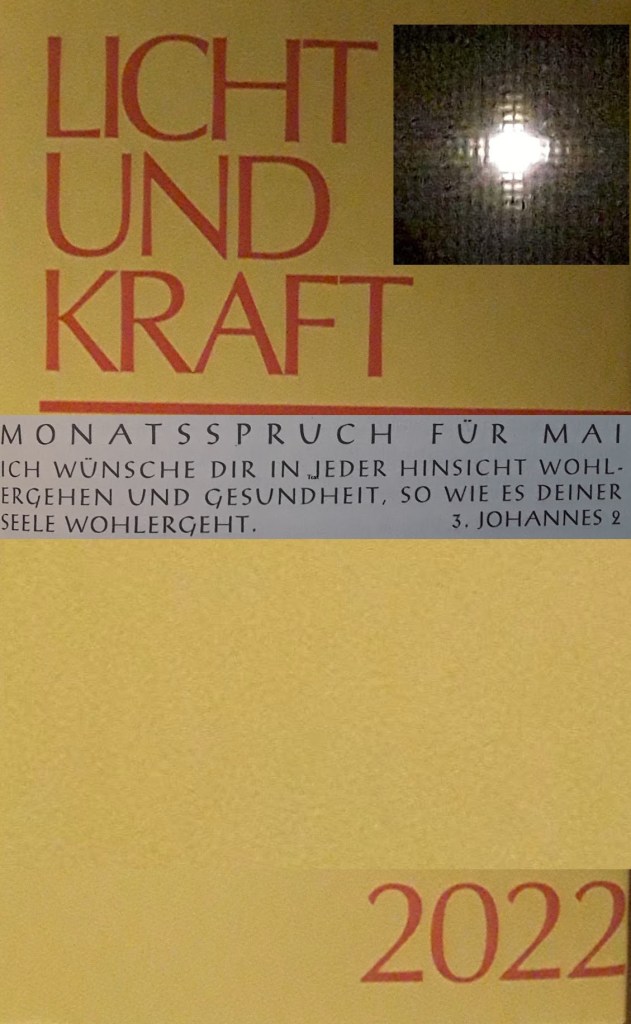 LICHT
UND
KRAFT
MONATSSPRUCH FÜR MAI
ICH WÜNSCHE DIR IN JEDER HINSICHT WOHL-
ERGEHEN UND GESUNDHEIT, SO WIE ES DEINER
SEELE WOHLERGEHT. 3. JOHANNES 2
2022